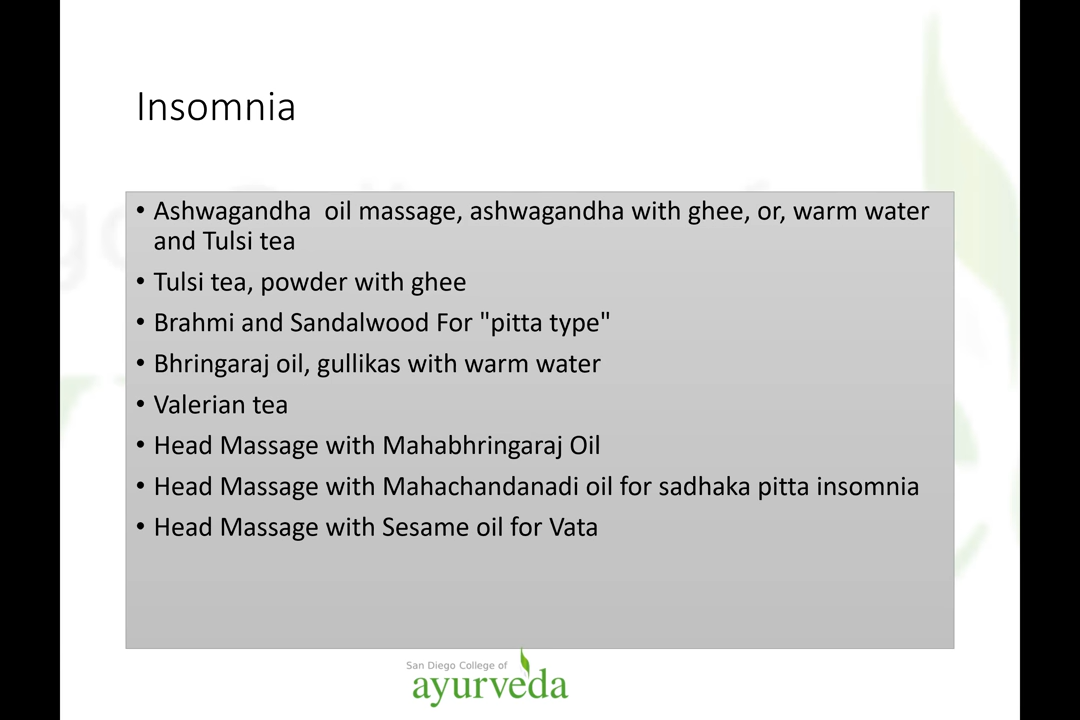 Insomnia
• Ashwagandha  oil massage, ashwagandha with ghee, or, warm water
and Tulsi tea
• Tulsi tea, powder with ghee
• Brahmi and Sandalwood For "pitta type"
• Bhringaraj oil, gullikas with warm water
• Valerian tea
• Head Massage with Mahabhringaraj Oil
• Head Massage with Mahachandanadi oil for sadhaka pitta insomnia
• Head Massage with Sesame oil for Vata
San Diego College of
ayurveda